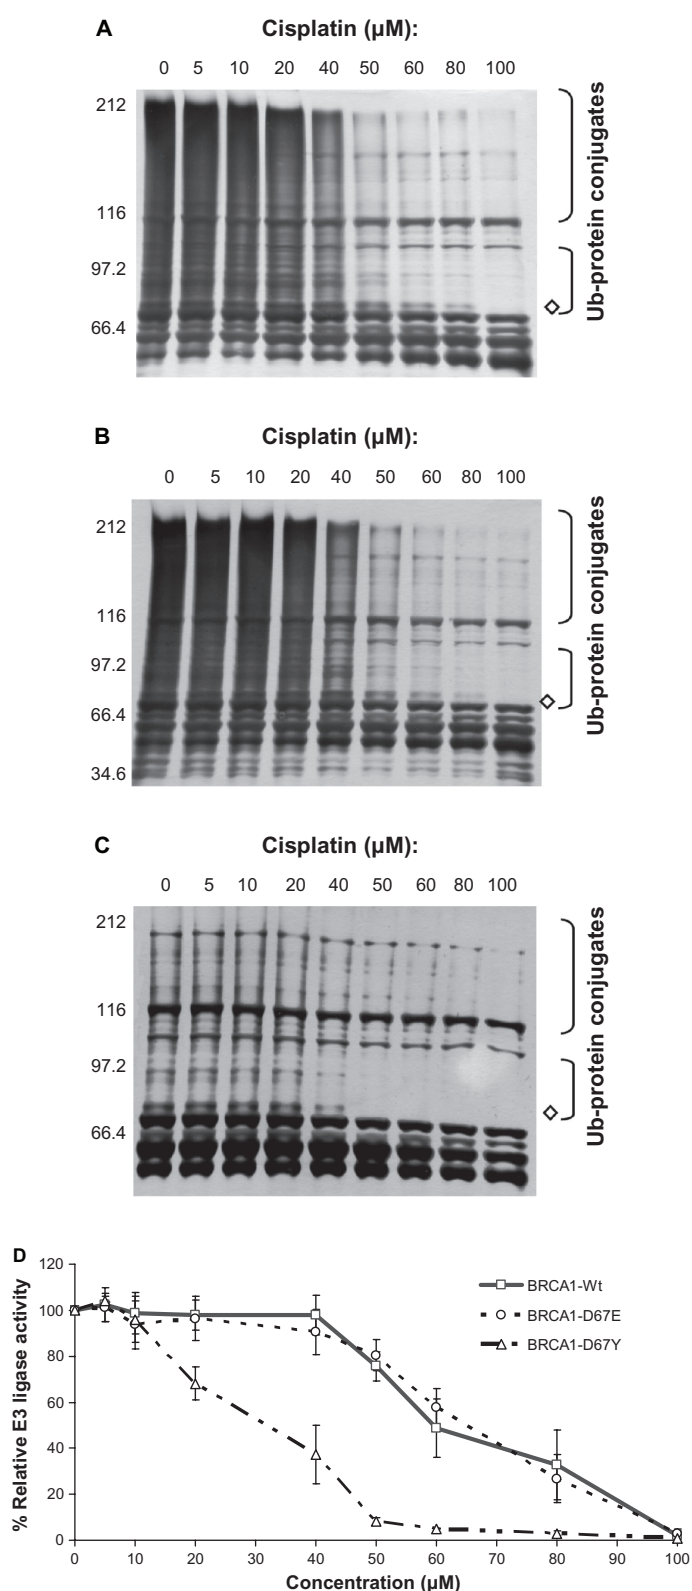 A
Cisplatin (µM):
0 5 10 20 40 50 60 80 100
212
116
97.2
66.4
Ub-protein conjugates
B
Cisplatin (µM):
0 5 10 20 40 50 60 80 100
212
116
97.2
66.4
34.6
Ub-protein conjugates
C
Cisplatin (µM):
0 5 10 20 40 50 60 80 100
212
116
97.2
66.4
Ub-protein conjugates
D
% Relative E3 ligase activity
120
100
80
60
40
20
0
BRCA1-Wt
BRCA1-D67E
BRCA1-D67Y
0 10 20 30 40 50 60 70 80 90 100
Concentration (µM)